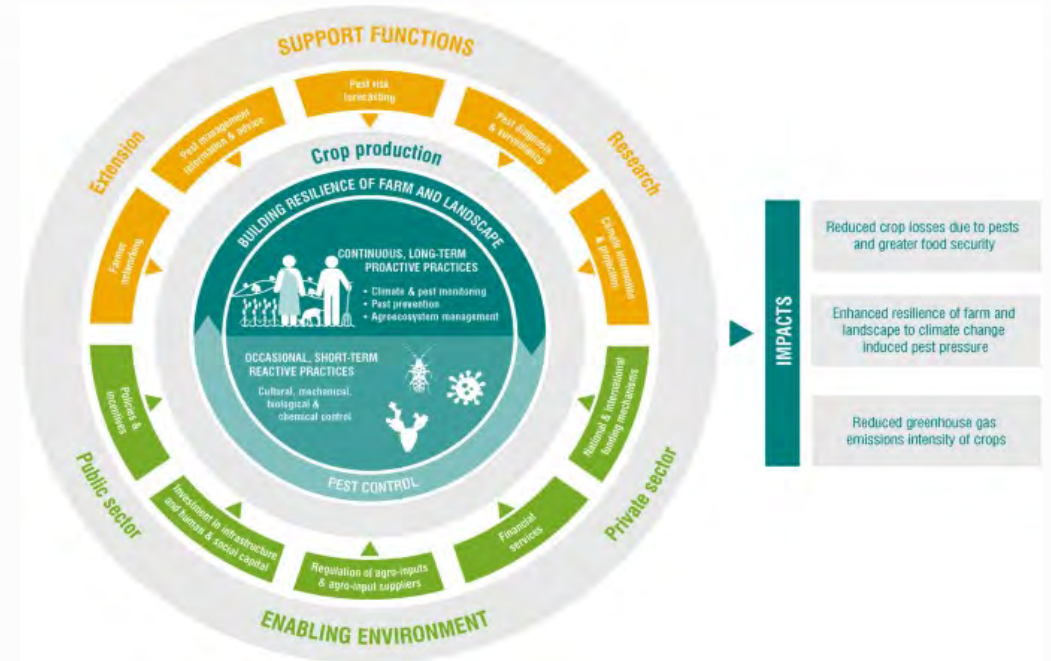 SUPPORT FUNCTIONS
Extension
Research
Farmer
networking
Pest management
information & advice
Pest risk
forecasting
Pest diagnosis
& surveillance
Climate information
& projection
Crop production
BUILDING RESILIENCE OF FARM AND LANDSCAPE
CONTINUOUS, LONG-TERM
PROACTIVE PRACTICES
• Climate & pest monitoring
• Pest prevention
• Agroecosystem management
OCCASIONAL, SHORT-TERM
REACTIVE PRACTICES
Cultural, mechanical,
biological &
chemical control
PEST CONTROL
Policies &
incentives
Investment in infrastructure
and human & social capital
Regulation of agro-inputs
& agro-input suppliers
Financial
services
National & international
funding mechanisms
Public sector
Private sector
ENABLING ENVIRONMENT
IMPACTS
Reduced crop losses due to pests
and greater food security
Enhanced resilience of farm and
landscape to climate change
induced pest pressure
Reduced greenhouse gas
emissions intensity of crops